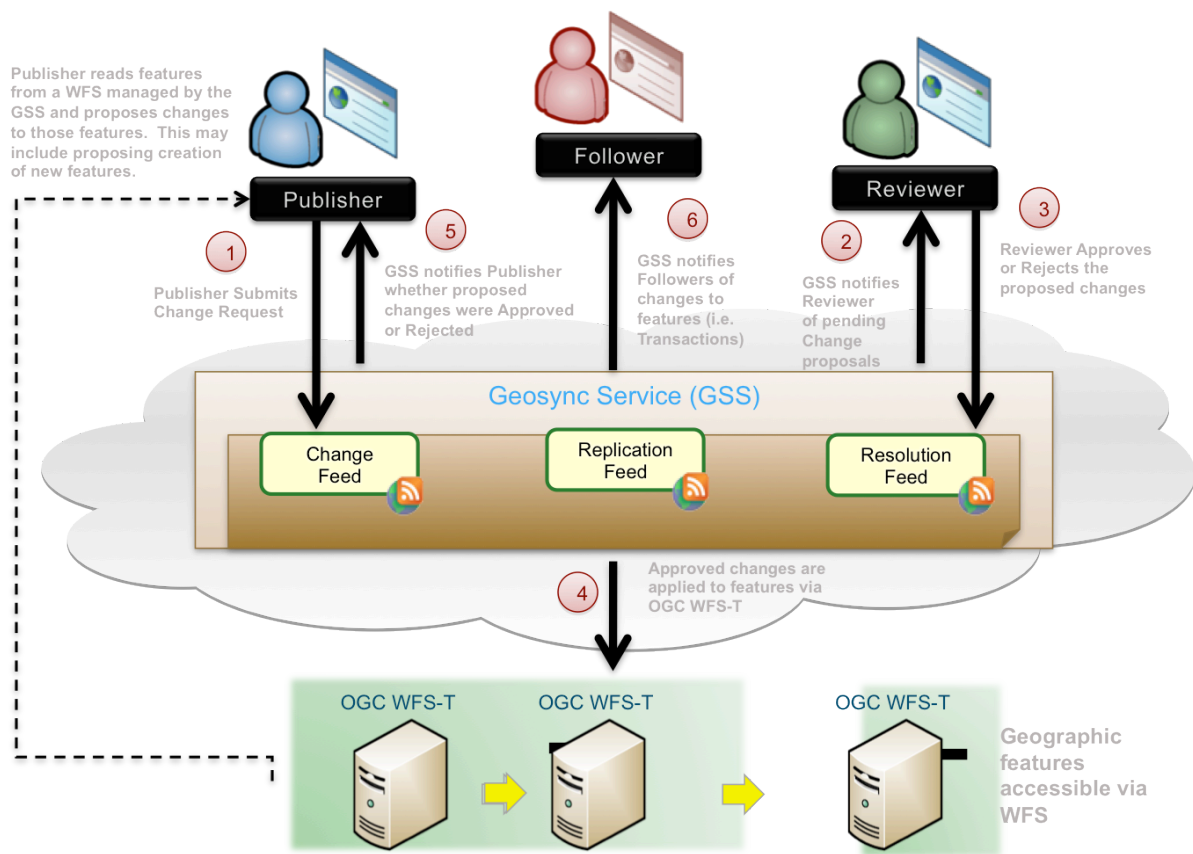 Publisher reads features
from a WFS managed by the
GSS and proposes changes
to those features. This may
include proposing creation
of new features.
Publisher
Follower
Reviewer
1
Publisher Submits
Change Request
5
GSS notifies Publisher
whether proposed
changes were Approved
or Rejected
6
GSS notifies
Followers of
changes to
features (i.e.
Transactions)
2
GSS notifies
Reviewer
of pending
Change
proposals
3
Reviewer Approves
or Rejects the
proposed changes
Geosync Service (GSS)
Change
Feed
Replication
Feed
Resolution
Feed
4
Approved changes are
applied to features via
OGC WFS-T
OGC WFS-T
OGC WFS-T
OGC WFS-T
Geographic
features
accessible via
WFS